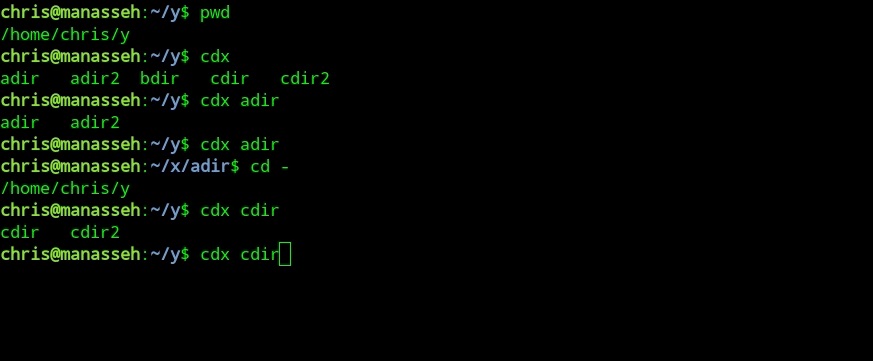 chris@manasseh:~/y$ pwd
/home/chris/y
chris@manasseh:~/y$ cdx
adir   adir2  bdir   cdir   cdir2
chris@manasseh:~/y$ cdx adir
adir   adir2
chris@manasseh:~/y$ cdx adir
chris@manasseh:~/x/adir$ cd -
/home/chris/y
chris@manasseh:~/y$ cdx cdir
cdir   cdir2
chris@manasseh:~/y$ cdx cdir